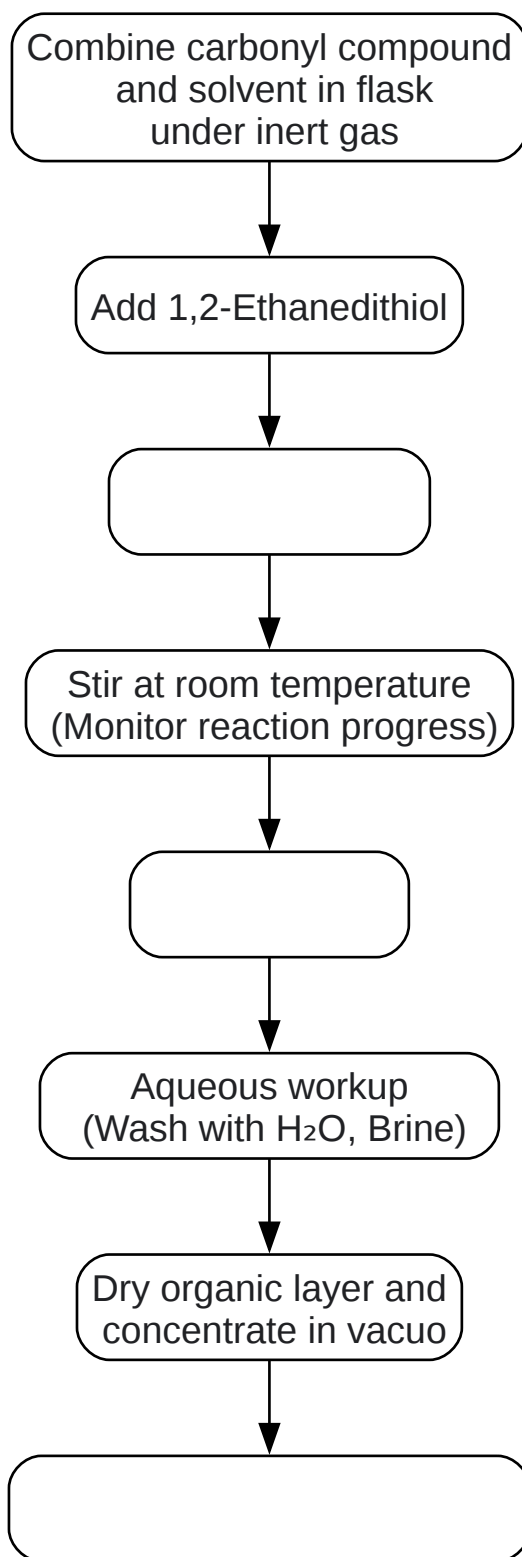 Combine carbonyl compound
and solvent in flask
under inert gas
Add 1,2-Ethanedithiol
Stir at room temperature
(Monitor reaction progress)
Aqueous workup
(Wash with H₂O, Brine)
Dry organic layer and
concentrate in vacuo